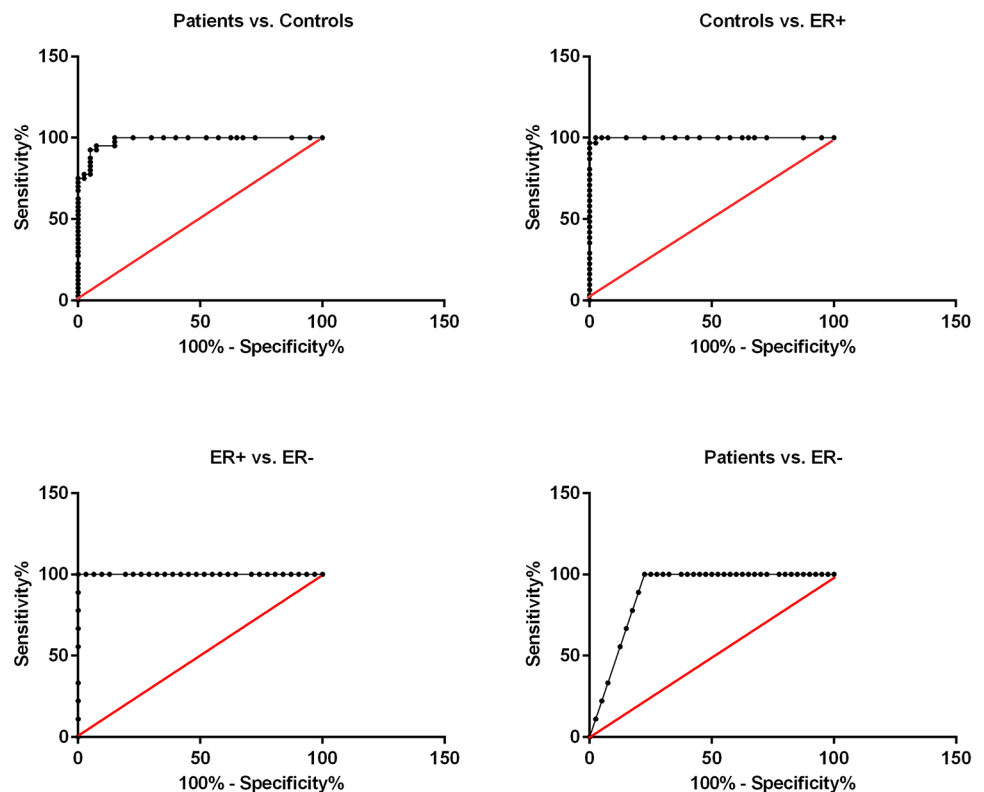 Patients vs. Controls
150
100
50
0
Sensitivity%
0 50 100 150
100% - Specificity%
Controls vs. ER+
150
100
50
0
Sensitivity%
0 50 100 150
100% - Specificity%
ER+ vs. ER-
150
100
50
0
Sensitivity%
0 50 100 150
100% - Specificity%
Patients vs. ER-
150
100
50
0
Sensitivity%
0 50 100 150
100% - Specificity%